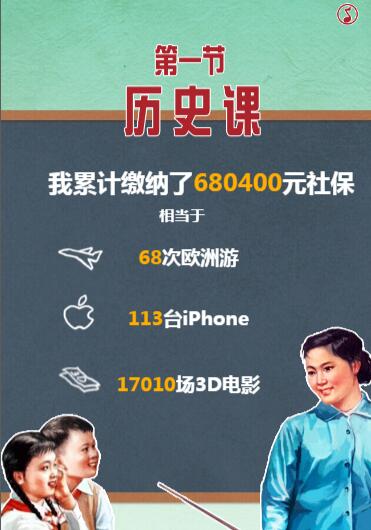 第一节
历史课
我累计缴纳了680400元社保
相当于
68次欧洲游
113台iPhone
17010场3D电影